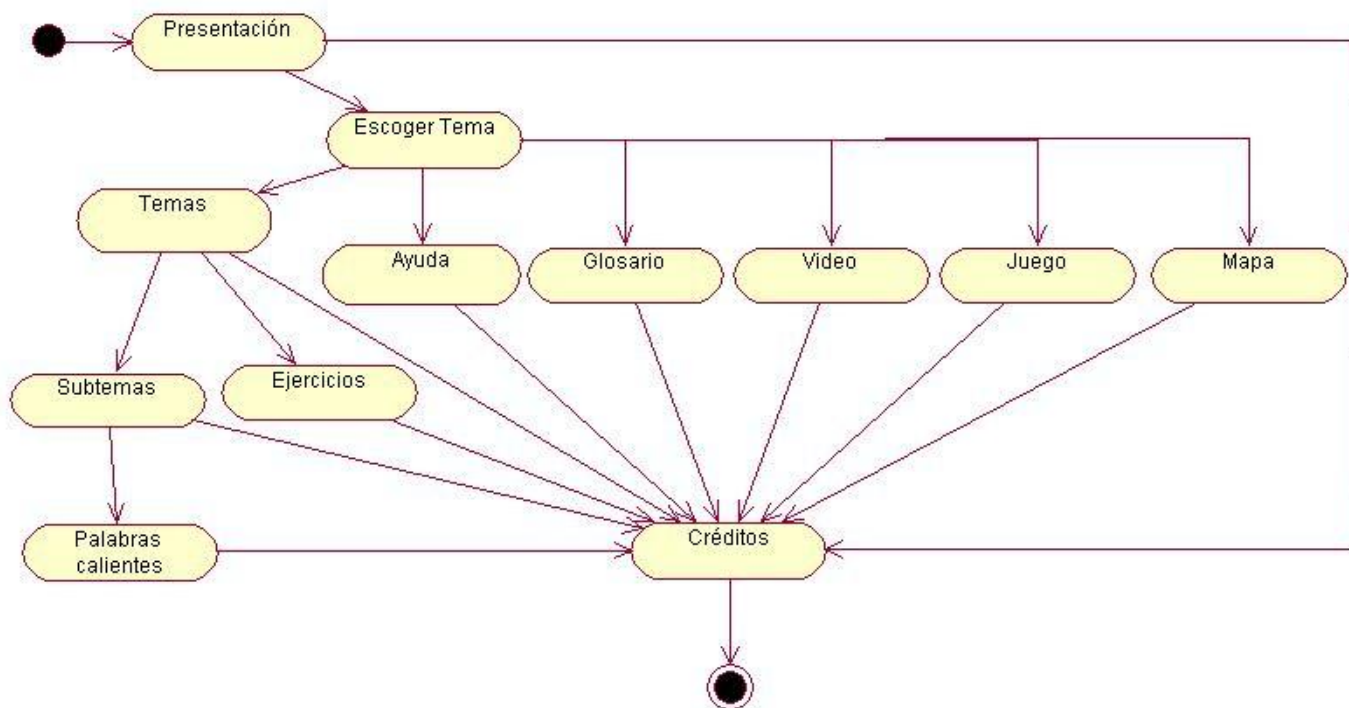 Presentación
Escoger Tema
Temas
Ayuda
Glosario
Video
Juego
Mapa
Subtemas
Ejercicios
Palabras
calientes
Créditos